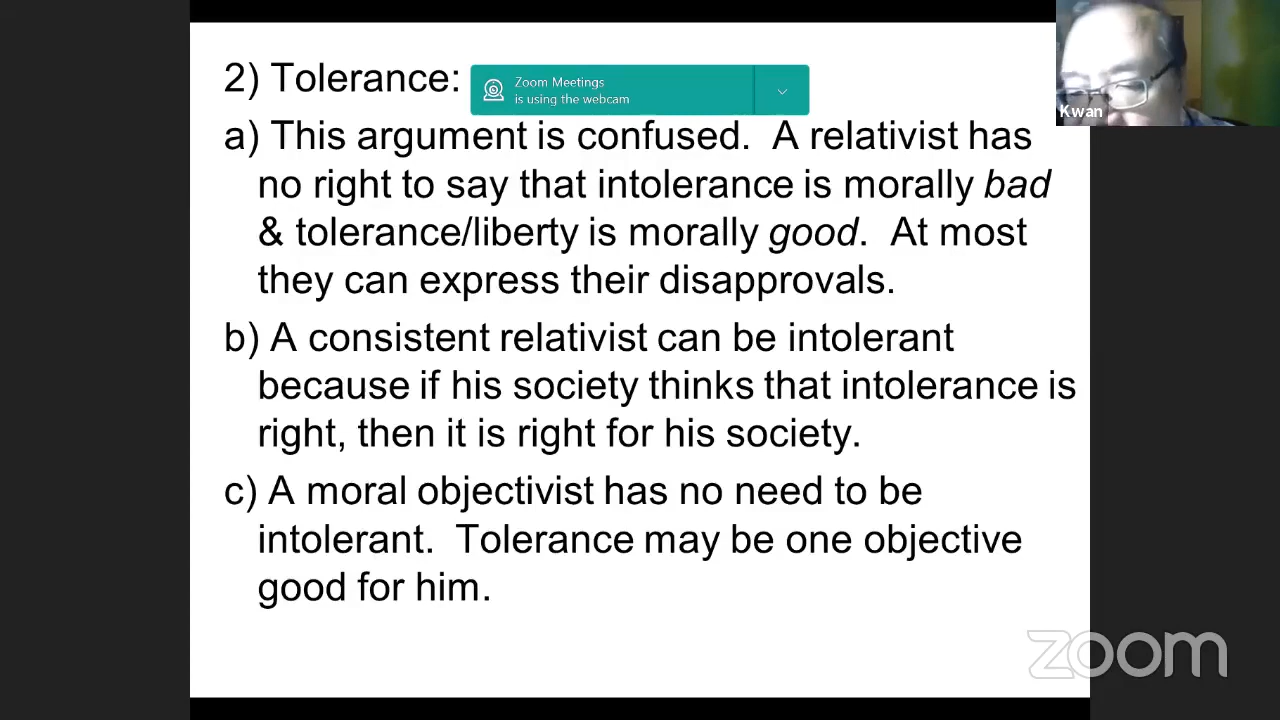 2) Tolerance:
Zoom Meetings
is using the webcam
Kwan
a) This argument is confused.  A relativist has
no right to say that intolerance is morally bad
& tolerance/liberty is morally good.  At most
they can express their disapprovals.
b) A consistent relativist can be intolerant
because if his society thinks that intolerance is
right, then it is right for his society.
c) A moral objectivist has no need to be
intolerant.  Tolerance may be one objective
good for him.
zoom